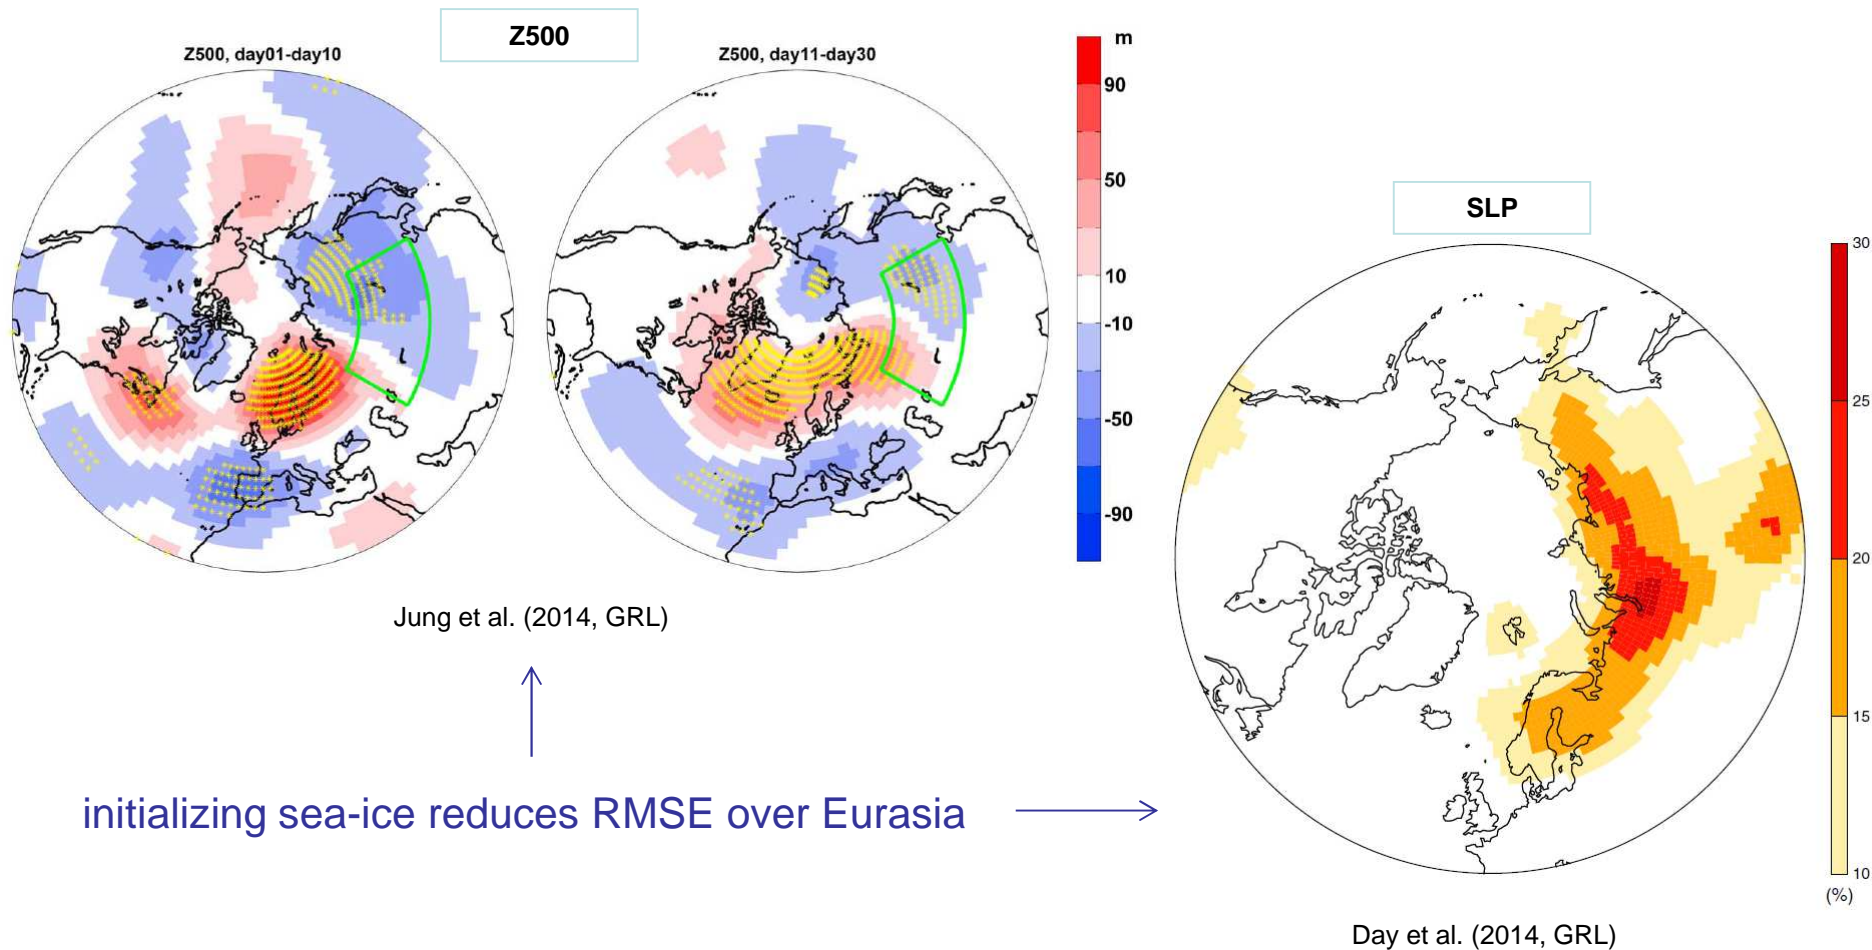 Z500
Z500, day01-day10
Z500, day11-day30
m
90
50
10
-10
-50
-90
Jung et al. (2014, GRL)
SLP
30
25
20
15
10
(%)
initializing sea-ice reduces RMSE over Eurasia
Day et al. (2014, GRL)